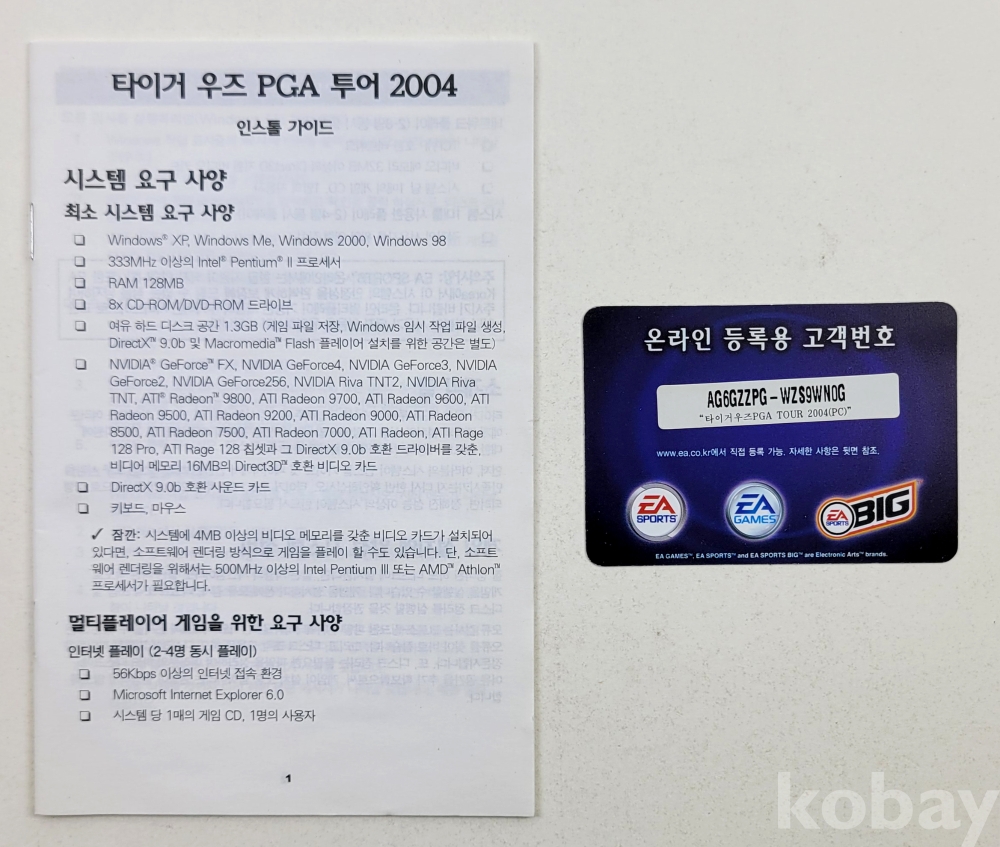 타이거 우즈 PGA 투어 2004
인스톨 가이드
시스템 요구 사양
최소 시스템 요구 사양
❏ Windows® XP, Windows Me, Windows 2000, Windows 98
❏ 333MHz 이상의 Intel® Pentium® II 프로세서
❏ RAM 128MB
❏ 8x CD-ROM/DVD-ROM 드라이브
❏ 여유 하드 디스크 공간 1.3GB (게임 파일 저장, Windows 임시 작업 파일 생성,
DirectX™ 9.0b 및 Macromedia™ Flash 플레이어 설치를 위한 공간은 별도)
❏ NVIDIA® GeForce™ FX, NVIDIA GeForce4, NVIDIA GeForce3, NVIDIA
GeForce2, NVIDIA GeForce256, NVIDIA Riva TNT2, NVIDIA Riva
TNT, ATI® Radeon™ 9800, ATI Radeon 9700, ATI Radeon 9600, ATI
Radeon 9500, ATI Radeon 9200, ATI Radeon 9000, ATI Radeon
8500, ATI Radeon 7500, ATI Radeon 7000, ATI Radeon, ATI Rage
128 Pro, ATI Rage 128 칩셋과 그 DirectX 9.0b 호환 드라이버를 갖춘,
비디어 메모리 16MB의 Direct3D™ 호환 비디오 카드
❏ DirectX 9.0b 호환 사운드 카드
❏ 키보드, 마우스
✓ 잠깐: 시스템에 4MB 이상의 비디오 메모리를 갖춘 비디오 카드가 설치되어
있다면, 소프트웨어 렌더링 방식으로 게임을 플레이 할 수도 있습니다. 단, 소프트
웨어 렌더링을 위해서는 500MHz 이상의 Intel Pentium III 또는 AMD™ Athlon™
프로세서가 필요합니다.
멀티플레이어 게임을 위한 요구 사양
인터넷 플레이 (2-4명 동시 플레이)
❏ 56Kbps 이상의 인터넷 접속 환경
❏ Microsoft Internet Explorer 6.0
❏ 시스템 당 1매의 게임 CD, 1명의 사용자
1
온라인 등록용 고객번호
AG6GZZPG-WZS9WN0G
"타이거우즈PGA TOUR 2004(PC)"
www.ea.co.kr에서 직접 등록 가능. 자세한 사항은 뒷면 참조.
EA SPORTS™
EA GAMES™
EA SPORTS BIG™
EA GAMES™, EA SPORTS™ and EA SPORTS BIG™ are Electronic Arts™ brands.
kobay